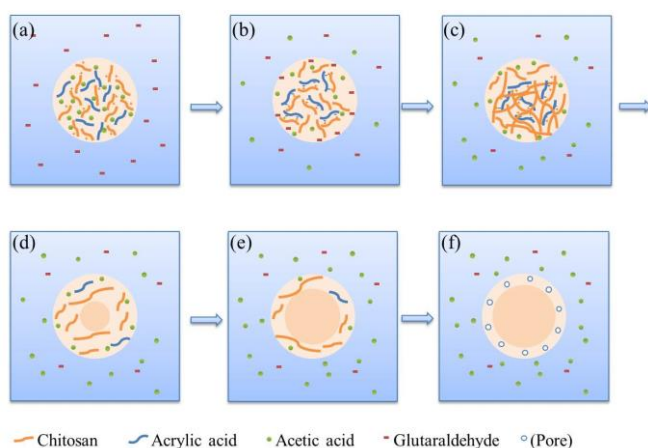 (a) (b) (c)
(d) (e) (f)
Chitosan Acrylic acid Acetic acid Glutaraldehyde (Pore)